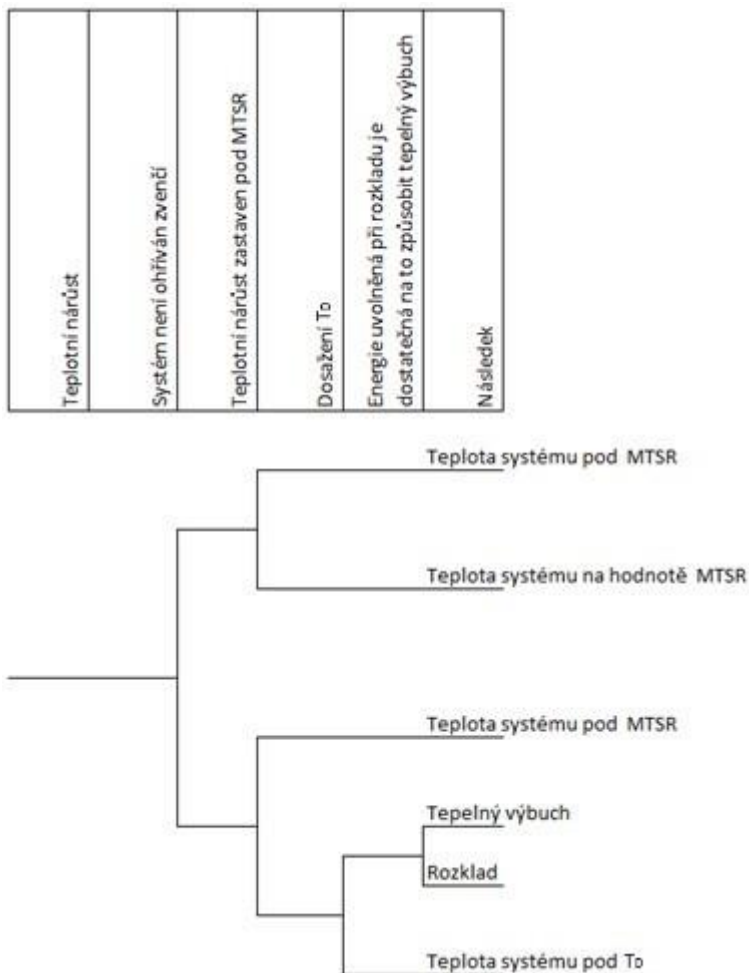 Teplotní nárůst
Systém není ohříván zvenčí
Teplotní nárůst zastaven pod MTSR
Dosažení TD
Energie uvolněná při rozkladu je
dostatečná na to způsobit tepelný výbuch
Následek
Teplota systému pod MTSR
Teplota systému na hodnotě MTSR
Teplota systému pod MTSR
Tepelný výbuch
Rozklad
Teplota systému pod TD